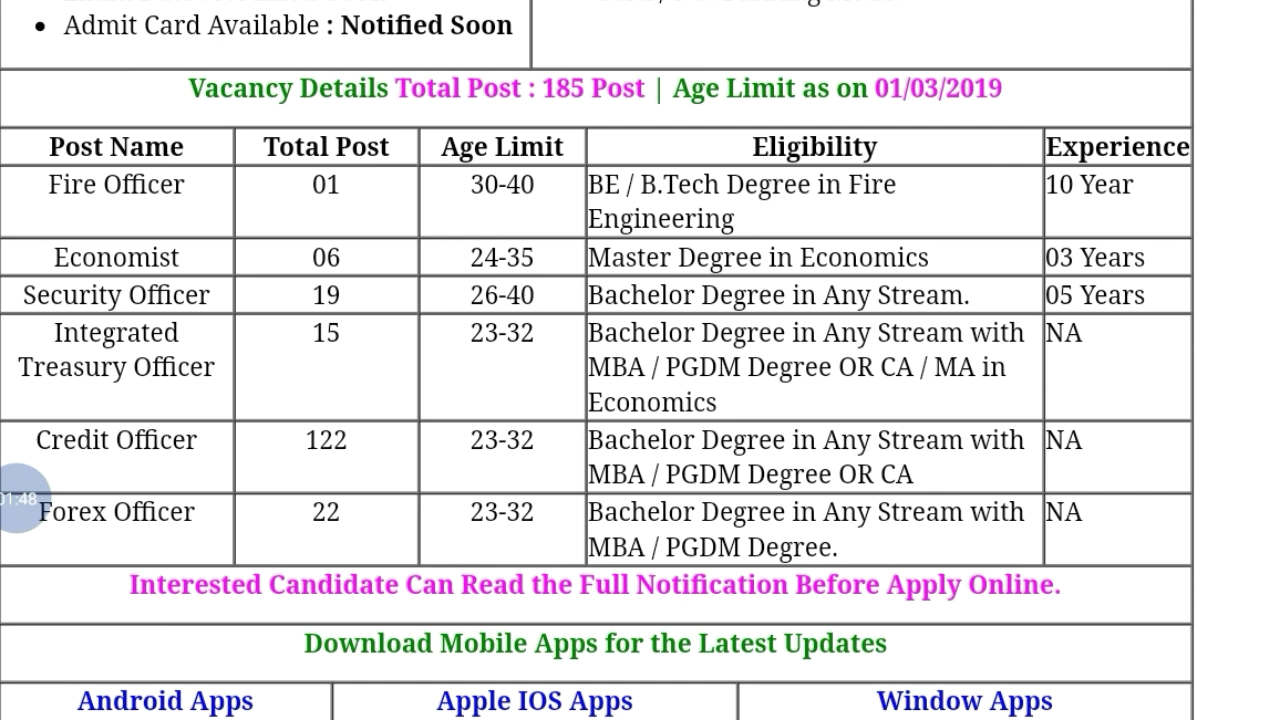 Admit Card Available : Notified Soon
Vacancy Details Total Post : 185 Post | Age Limit as on 01/03/2019
Post Name Total Post Age Limit Eligibility Experience
Fire Officer 01 30-40 BE / B.Tech Degree in Fire 10 Year
Engineering
Economist 06 24-35 Master Degree in Economics 03 Years
Security Officer 19 26-40 Bachelor Degree in Any Stream. 05 Years
Integrated 15 23-32 Bachelor Degree in Any Stream with NA
Treasury Officer MBA / PGDM Degree OR CA / MA in
Economics
Credit Officer 122 23-32 Bachelor Degree in Any Stream with NA
MBA / PGDM Degree OR CA
01:48
Forex Officer 22 23-32 Bachelor Degree in Any Stream with NA
MBA / PGDM Degree.
Interested Candidate Can Read the Full Notification Before Apply Online.
Download Mobile Apps for the Latest Updates
Android Apps Apple IOS Apps Window Apps